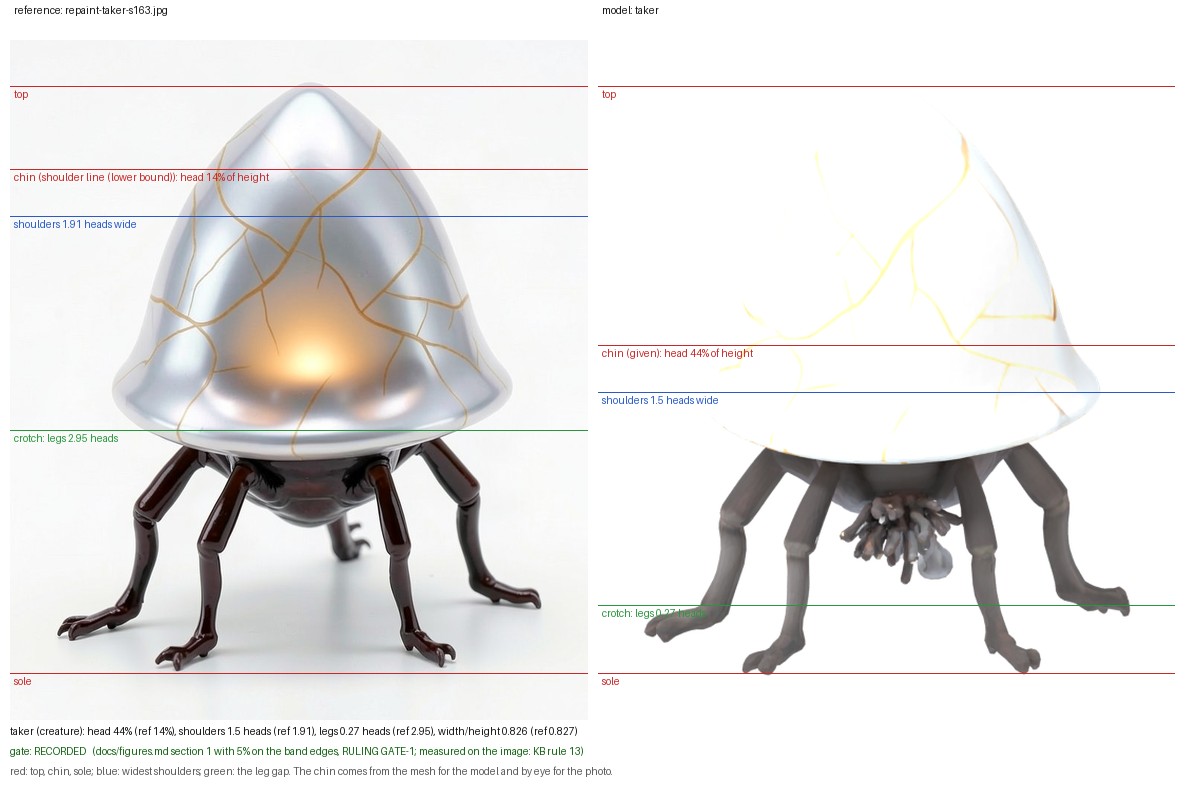 reference: repaint-taker-s163.jpg
model: taker
top
top
chin (shoulder line (lower bound)): head 14% of height
shoulders 1.91 heads wide
chin (given): head 44% of height
shoulders 1.5 heads wide
crotch: legs 2.95 heads
crotch: legs 0.27 heads
sole
sole
taker (creature): head 44% (ref 14%), shoulders 1.5 heads (ref 1.91), legs 0.27 heads (ref 2.95), width/height 0.826 (ref 0.827)
gate: RECORDED (docs/figures.md section 1 with 5% on the band edges, RULING GATE-1; measured on the image: KB rule 13)
red: top, chin, sole; blue: widest shoulders; green: the leg gap. The chin comes from the mesh for the model and by eye for the photo.